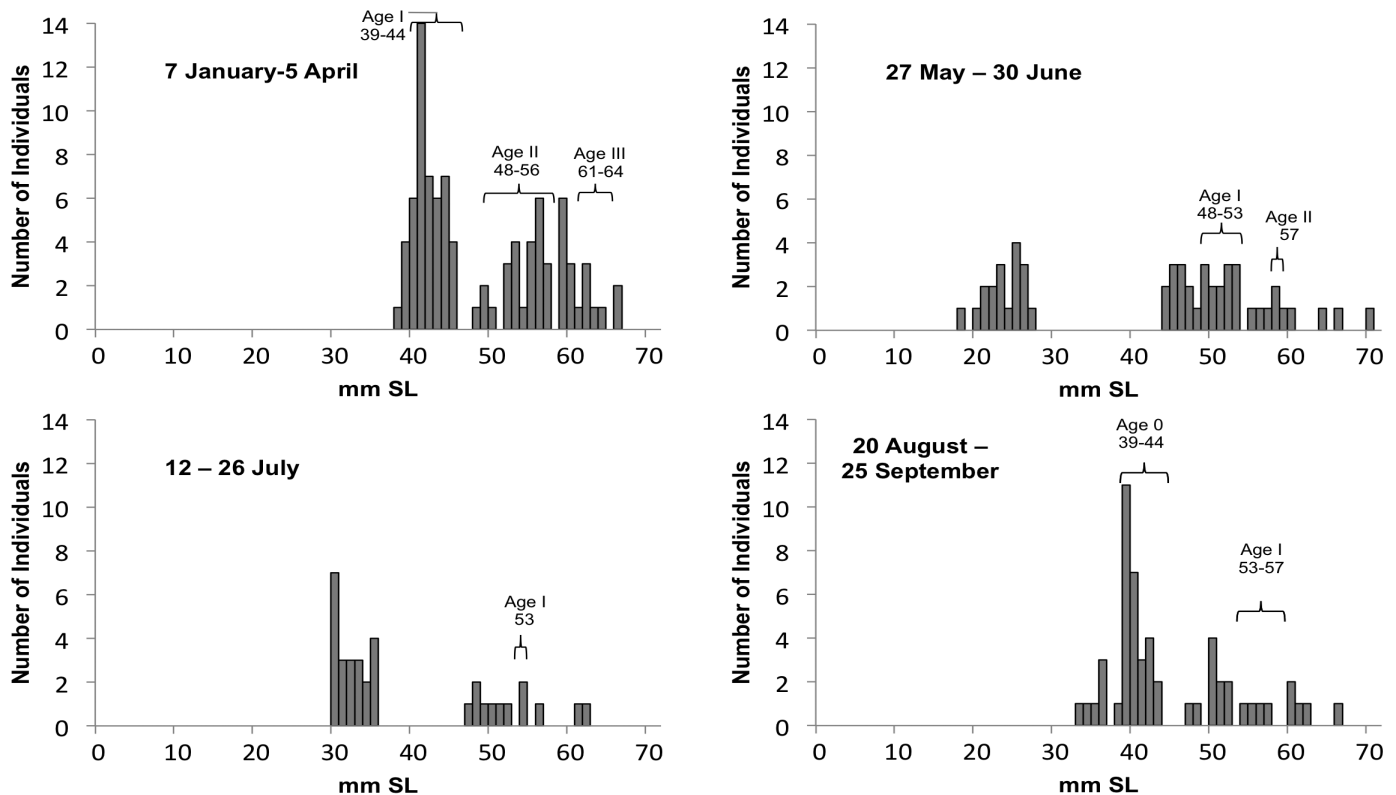 Number of Individuals
14
12
10
8
6
4
2
0
Age I
39-44
7 January-5 April
Age II
48-56
Age III
61-64
0 10 20 30 40 50 60 70
mm SL
Number of Individuals
14
12
10
8
6
4
2
0
27 May – 30 June
Age I
48-53
Age II
57
0 10 20 30 40 50 60 70
mm SL
Number of Individuals
14
12
10
8
6
4
2
0
12 – 26 July
Age I
53
0 10 20 30 40 50 60 70
mm SL
Number of Individuals
14
12
10
8
6
4
2
0
20 August –
25 September
Age 0
39-44
Age I
53-57
0 10 20 30 40 50 60 70
mm SL